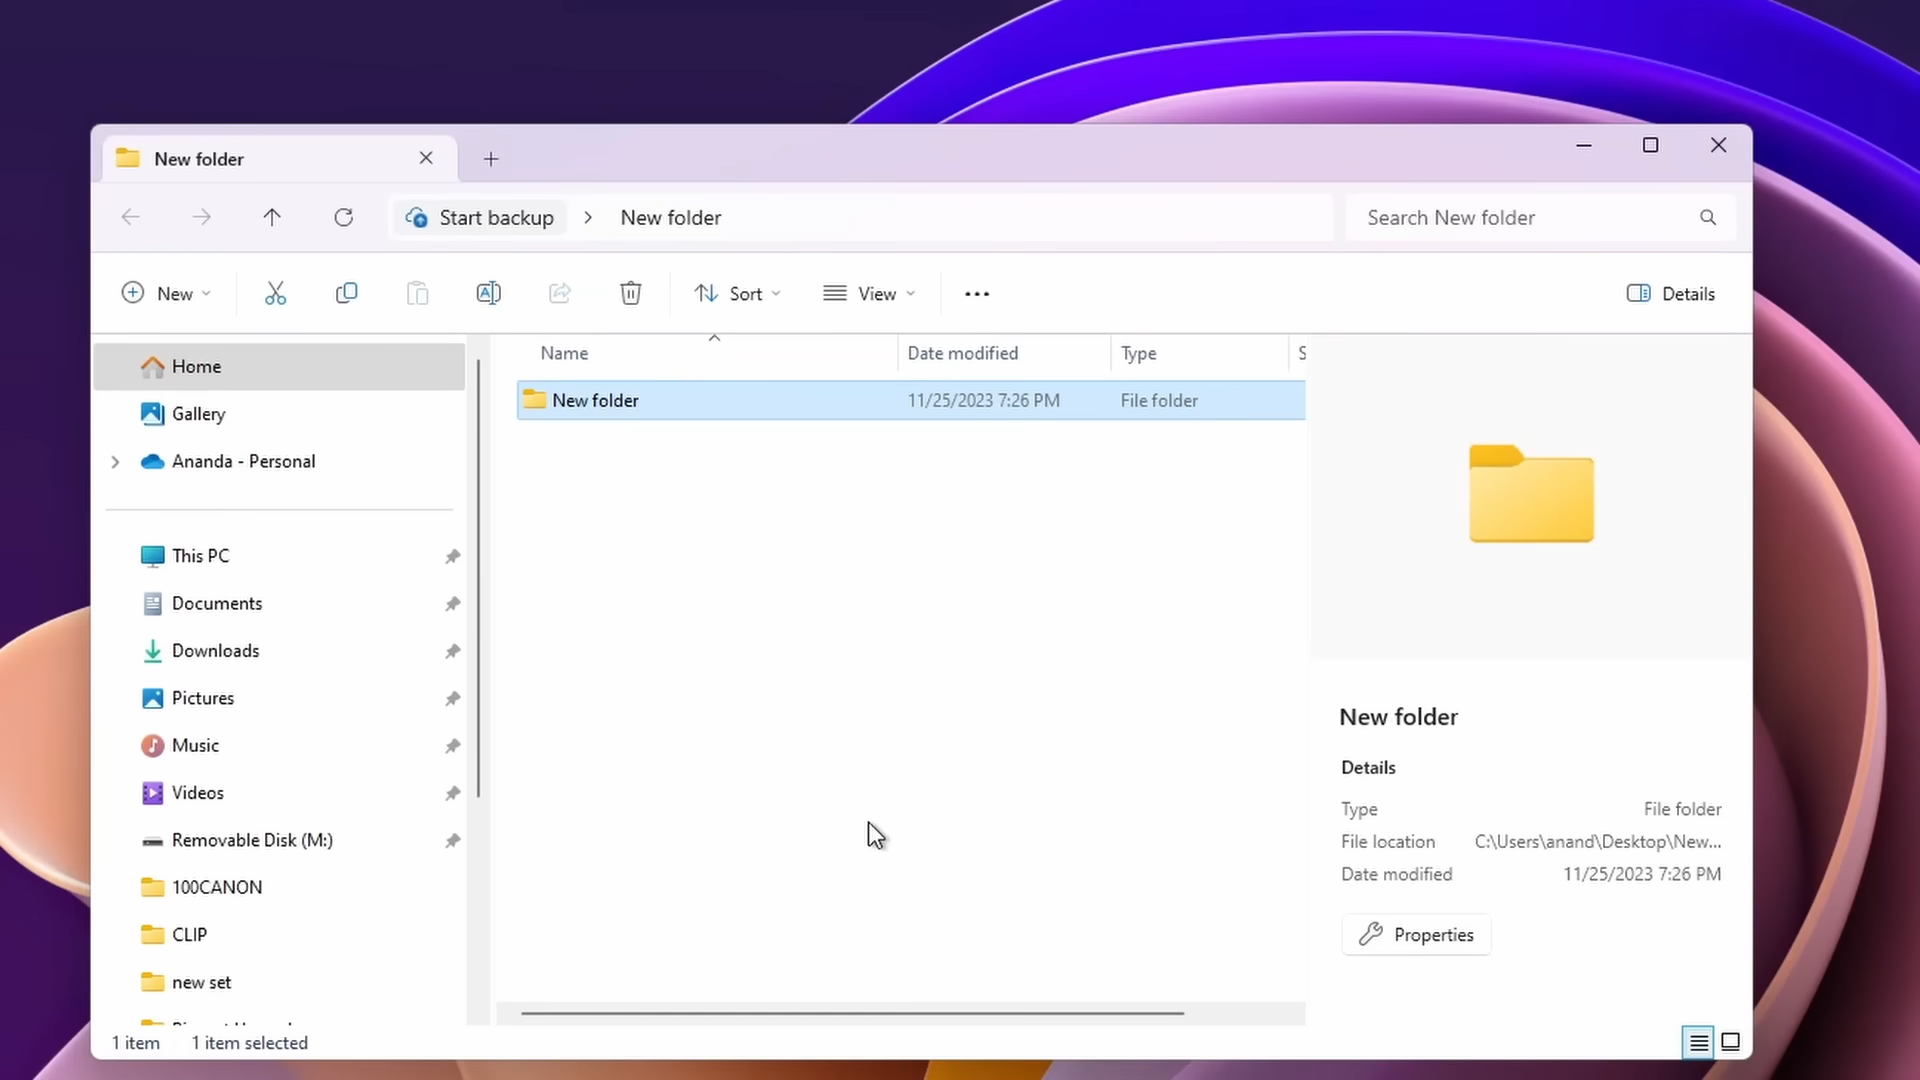 New folder
Start backup
New folder
Search New folder
New
Sort
View
Details
Name
Date modified
Type
S
New folder
11/25/2023 7:26 PM
File folder
Home
Gallery
Ananda - Personal
This PC
Documents
Downloads
Pictures
Music
Videos
Removable Disk (M:)
100CANON
CLIP
new set
New folder
Details
Type File folder
File location C:\Users\anand\Desktop\New...
Date modified 11/25/2023 7:26 PM
Properties
1 item 1 item selected